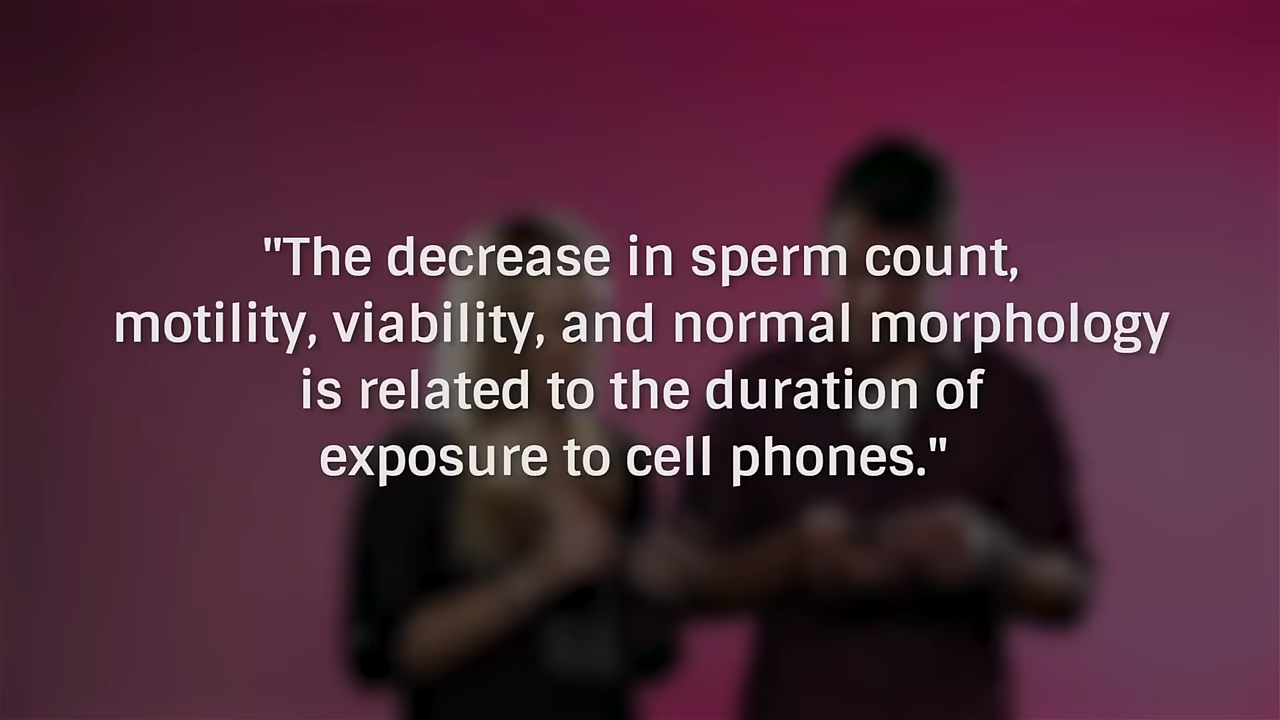 "The decrease in sperm count,
motility, viability, and normal morphology
is related to the duration of
exposure to cell phones."